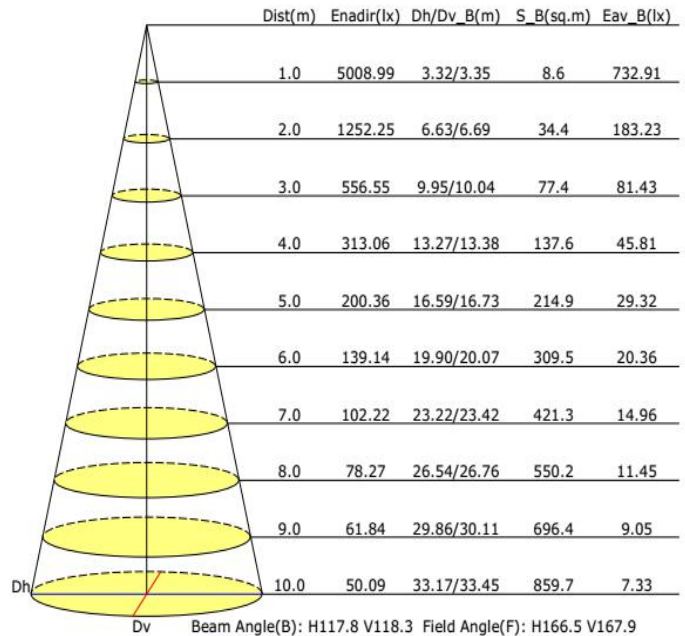 Dist(m) Enadir(lx) Dh/Dv_B(m) S_B(sq.m) Eav_B(lx)
1.0 5008.99 3.32/3.35 8.6 732.91
2.0 1252.25 6.63/6.69 34.4 183.23
3.0 556.55 9.95/10.04 77.4 81.43
4.0 313.06 13.27/13.38 137.6 45.81
5.0 200.36 16.59/16.73 214.9 29.32
6.0 139.14 19.90/20.07 309.5 20.36
7.0 102.22 23.22/23.42 421.3 14.96
8.0 78.27 26.54/26.76 550.2 11.45
9.0 61.84 29.86/30.11 696.4 9.05
Dh 10.0 50.09 33.17/33.45 859.7 7.33
Dv Beam Angle(B): H117.8 V118.3 Field Angle(F): H166.5 V167.9